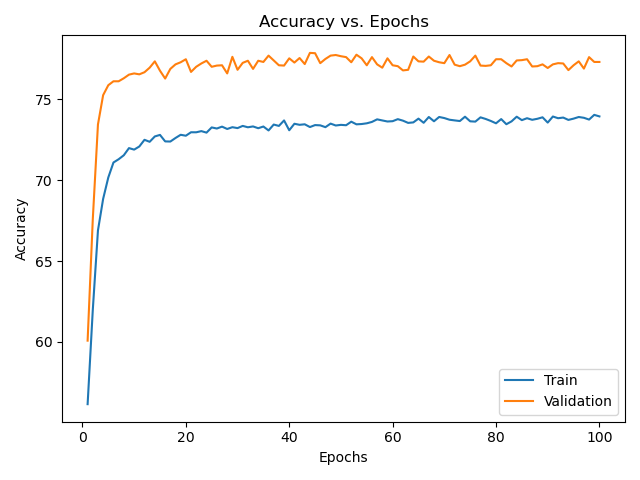 Accuracy vs. Epochs
Accuracy
75
70
65
60
0 20 40 60 80 100
Epochs
Train
Validation